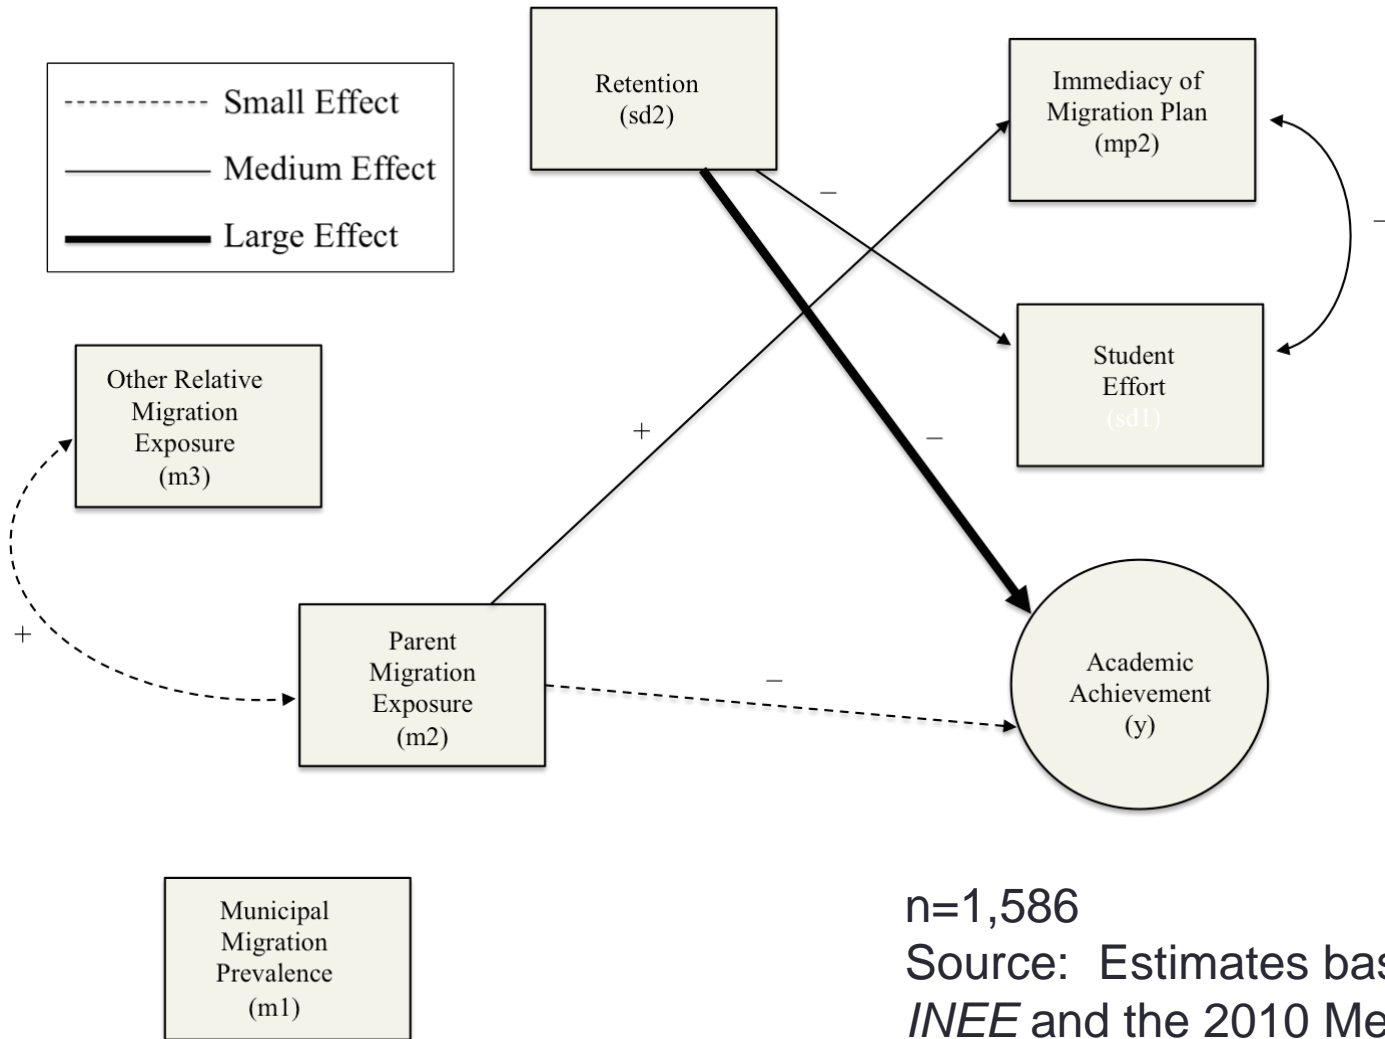 Small Effect
Medium Effect
Large Effect
Retention
(sd2)
Immediacy of
Migration Plan
(mp2)
–
–
Student
Effort
(sd1)
Other Relative
Migration
Exposure
(m3)
+
–
+
Parent
Migration
Exposure
(m2)
–
Academic
Achievement
(y)
Municipal
Migration
Prevalence
(m1)
n=1,586
Source: Estimates bas
INEE and the 2010 Me